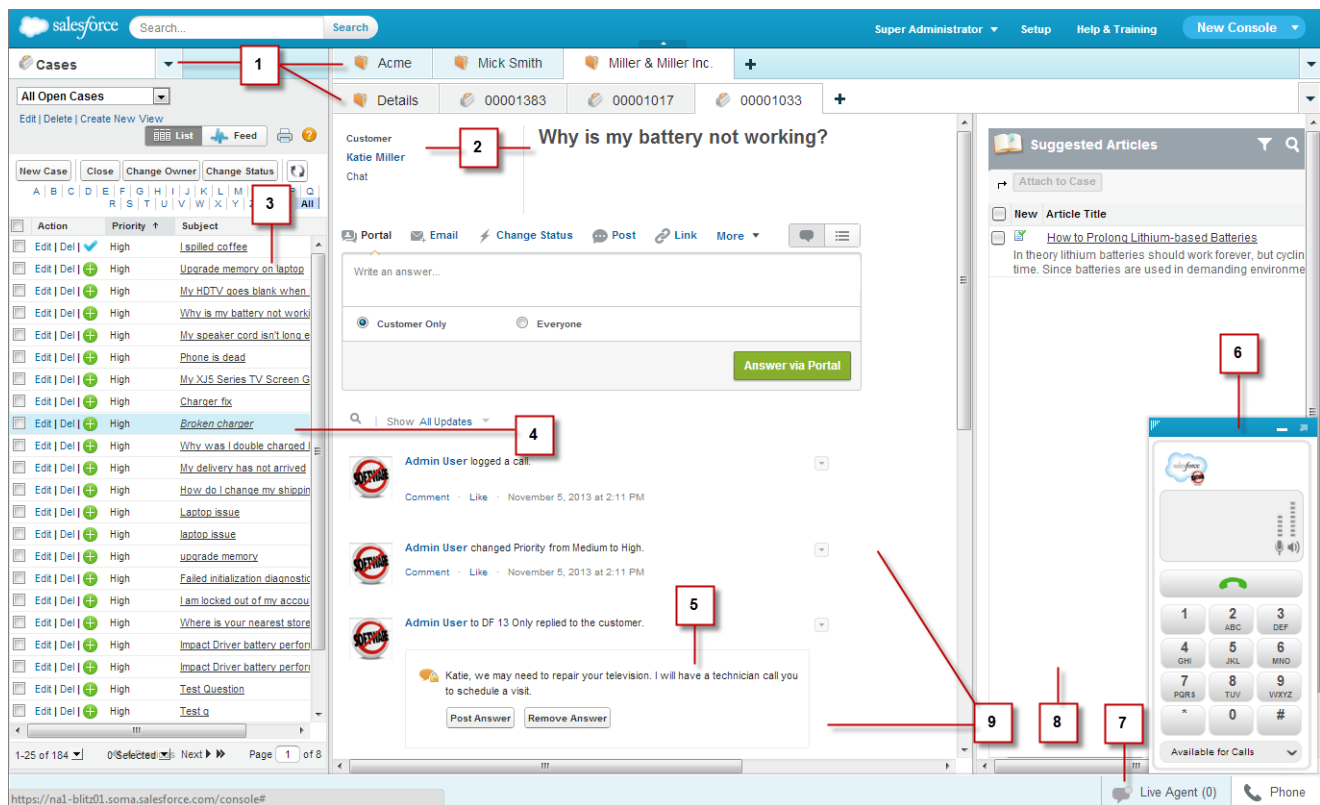 salesforce Search... Search Super Administrator Setup Help & Training New Console
Cases 1 Acme Mick Smith Miller & Miller Inc. +
All Open Cases Details 00001383 00001017 00001033 +
Edit | Delete | Create New View
List Feed
New Case Close Change Owner Change Status
A | B | C | D | E | F | G | H | I | J | K | L | M Q
R | S | T | U | V | W | X | Y All
3
Action Priority Subject
Edit | Del | High I spilled coffee
Edit | Del | High Upgrade memory on laptop
Edit | Del | High My HDTV goes blank when
Edit | Del | High Why is my battery not worki
Edit | Del | High My speaker cord isn't long e
Edit | Del | High Phone is dead
Edit | Del | High My XJ5 Series TV Screen G
Edit | Del | High Charger fix
Edit | Del | High Broken charger
Edit | Del | High Why was I double charged
Edit | Del | High My delivery has not arrived
Edit | Del | High How do I change my shippin
Edit | Del | High Laptop issue
Edit | Del | High laptop issue
Edit | Del | High upgrade memory
Edit | Del | High Failed initialization diagnostic
Edit | Del | High I am locked out of my accou
Edit | Del | High Where is your nearest store
Edit | Del | High Impact Driver battery perforr
Edit | Del | High Impact Driver battery perforr
Edit | Del | High Test Question
Edit | Del | High Test q
1-25 of 184 0 Selected Next Page 1 of 8
https://na1-blitz01.soma.salesforce.com/console#
Customer
Katie Miller
Chat
2
Why is my battery not working?
Portal Email Change Status Post Link More
Write an answer...
Customer Only Everyone
Answer via Portal
Show All Updates
4
Admin User logged a call.
Comment · Like · November 5, 2013 at 2:11 PM
Admin User changed Priority from Medium to High.
Comment · Like · November 5, 2013 at 2:11 PM
5
Admin User to DF 13 Only replied to the customer.
Katie, we may need to repair your television. I will have a technician call you
to schedule a visit.
Post Answer Remove Answer
9
Suggested Articles
Attach to Case
New Article Title
How to Prolong Lithium-based Batteries
In theory lithium batteries should work forever, but cyclin
time. Since batteries are used in demanding environme
6
salesforce
1 2 3
ABC DEF
4 5 6
GHI JKL MNO
7 8 9
PQRS TUV WXYZ
* 0 #
Available for Calls
8
7
Live Agent (0) Phone
SOFTWARE
SOFTWARE
SOFTWARE